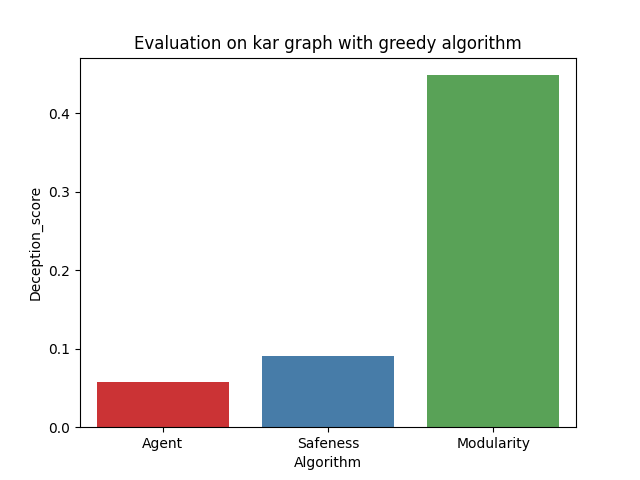 Evaluation on kar graph with greedy algorithm
Deception_score
0.4
0.3
0.2
0.1
0.0
Agent Safeness Modularity
Algorithm